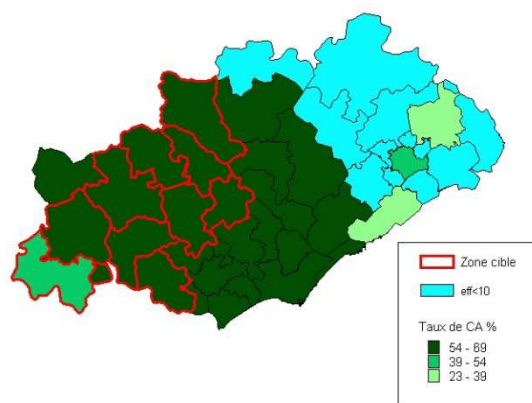 Zone cible
eff<10
Taux de CA %
54 - 69
39 - 54
23 - 39